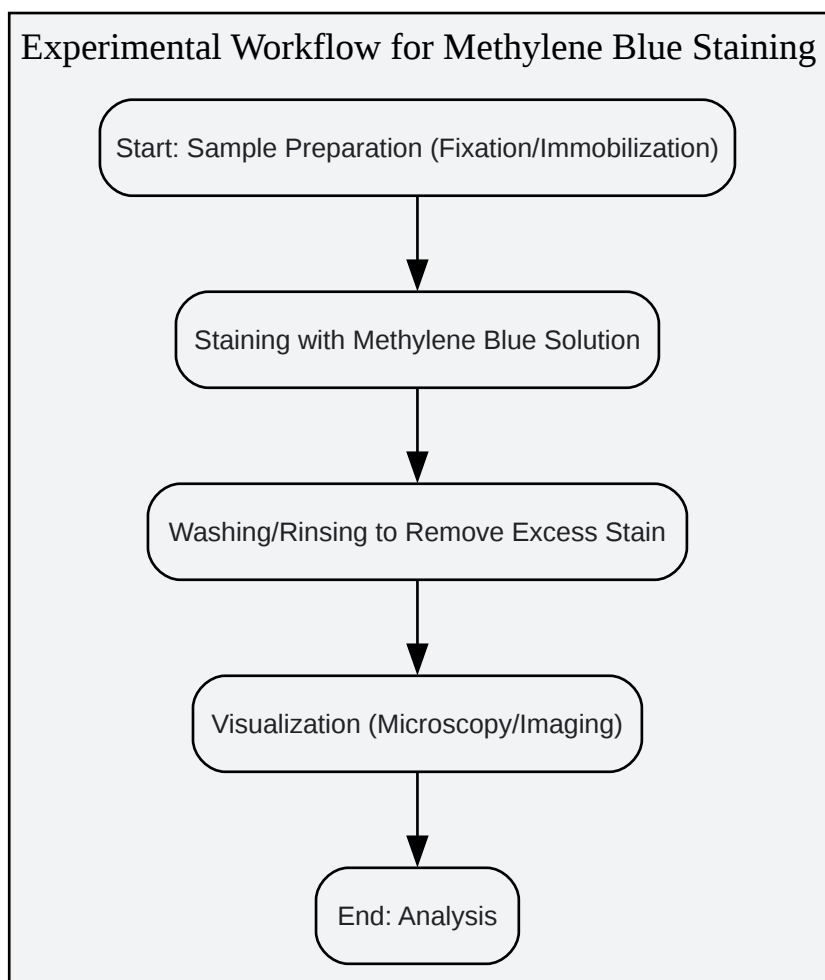 Experimental Workflow for Methylene Blue Staining
Start: Sample Preparation (Fixation/Immobilization)
Staining with Methylene Blue Solution
Washing/Rinsing to Remove Excess Stain
Visualization (Microscopy/Imaging)
End: Analysis